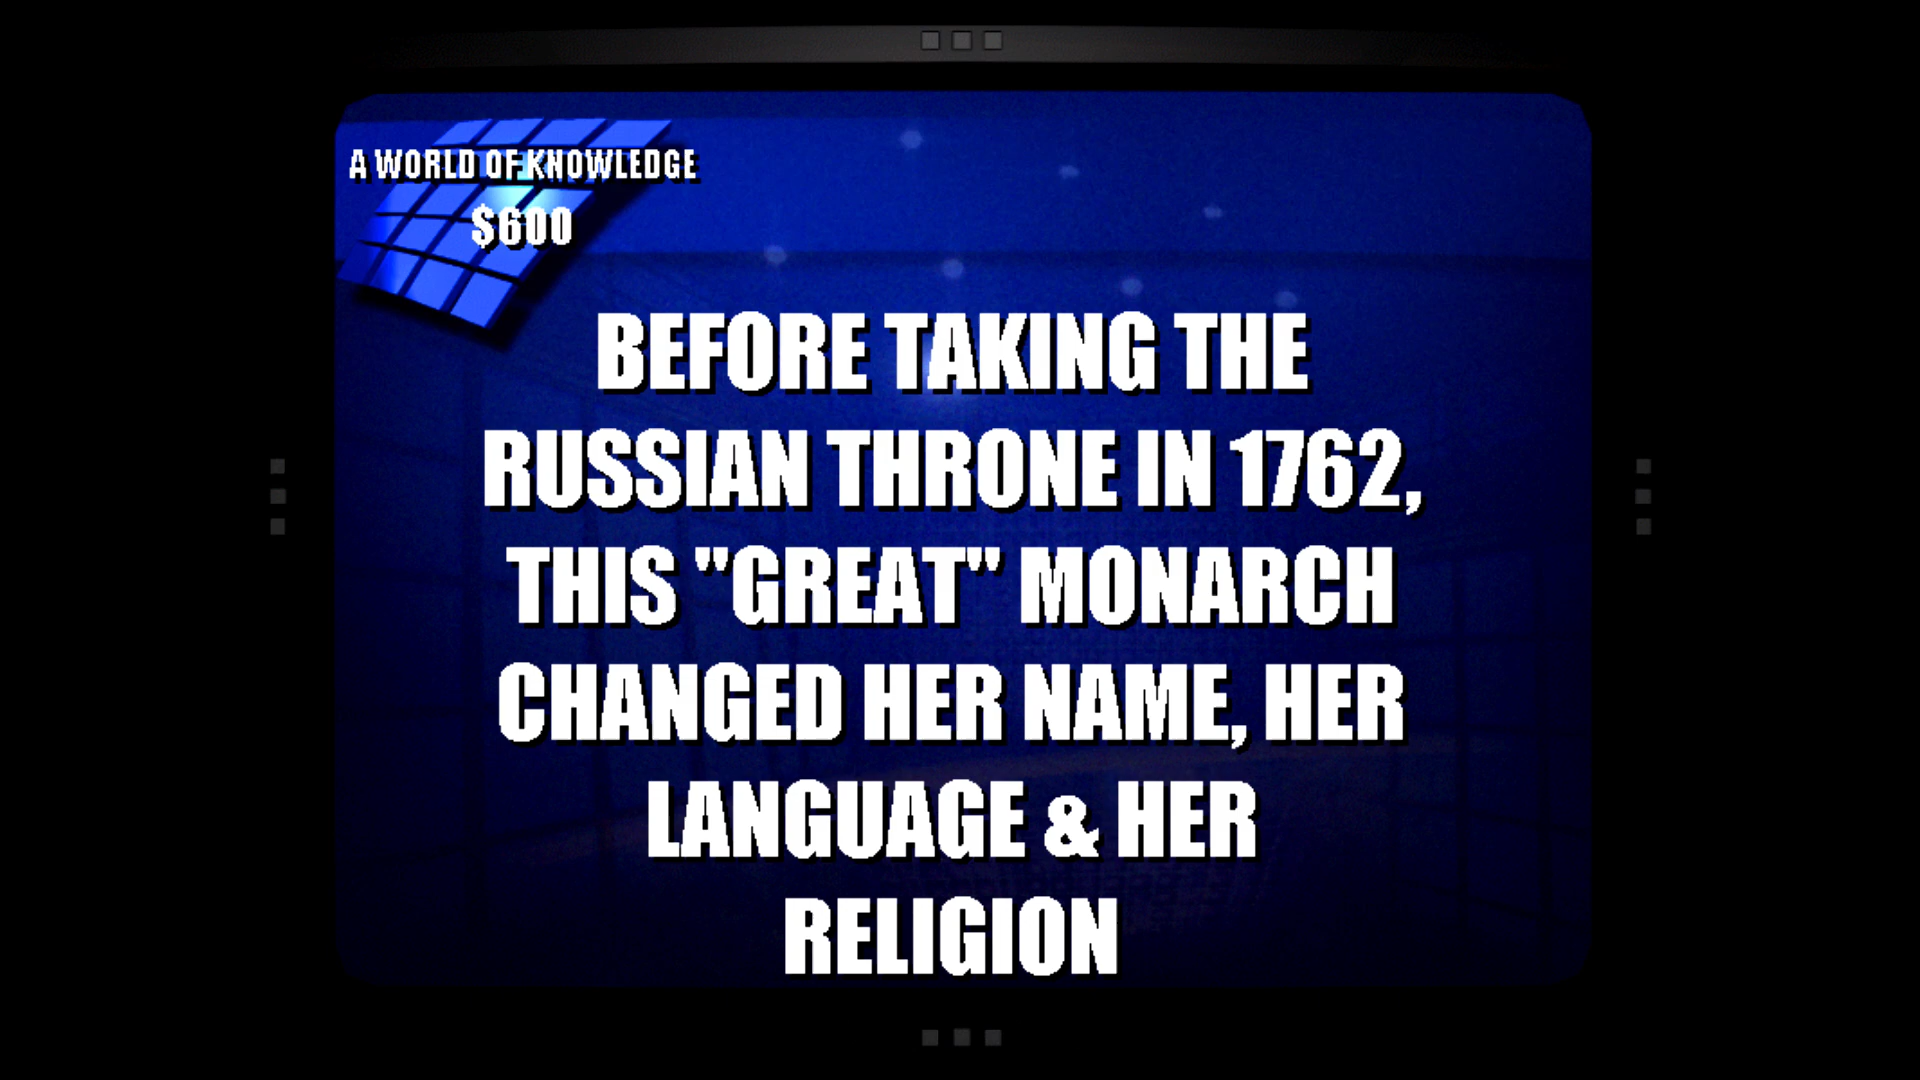 A WORLD OF KNOWLEDGE
$600
BEFORE TAKING THE
RUSSIAN THRONE IN 1762,
THIS "GREAT" MONARCH
CHANGED HER NAME, HER
LANGUAGE & HER
RELIGION